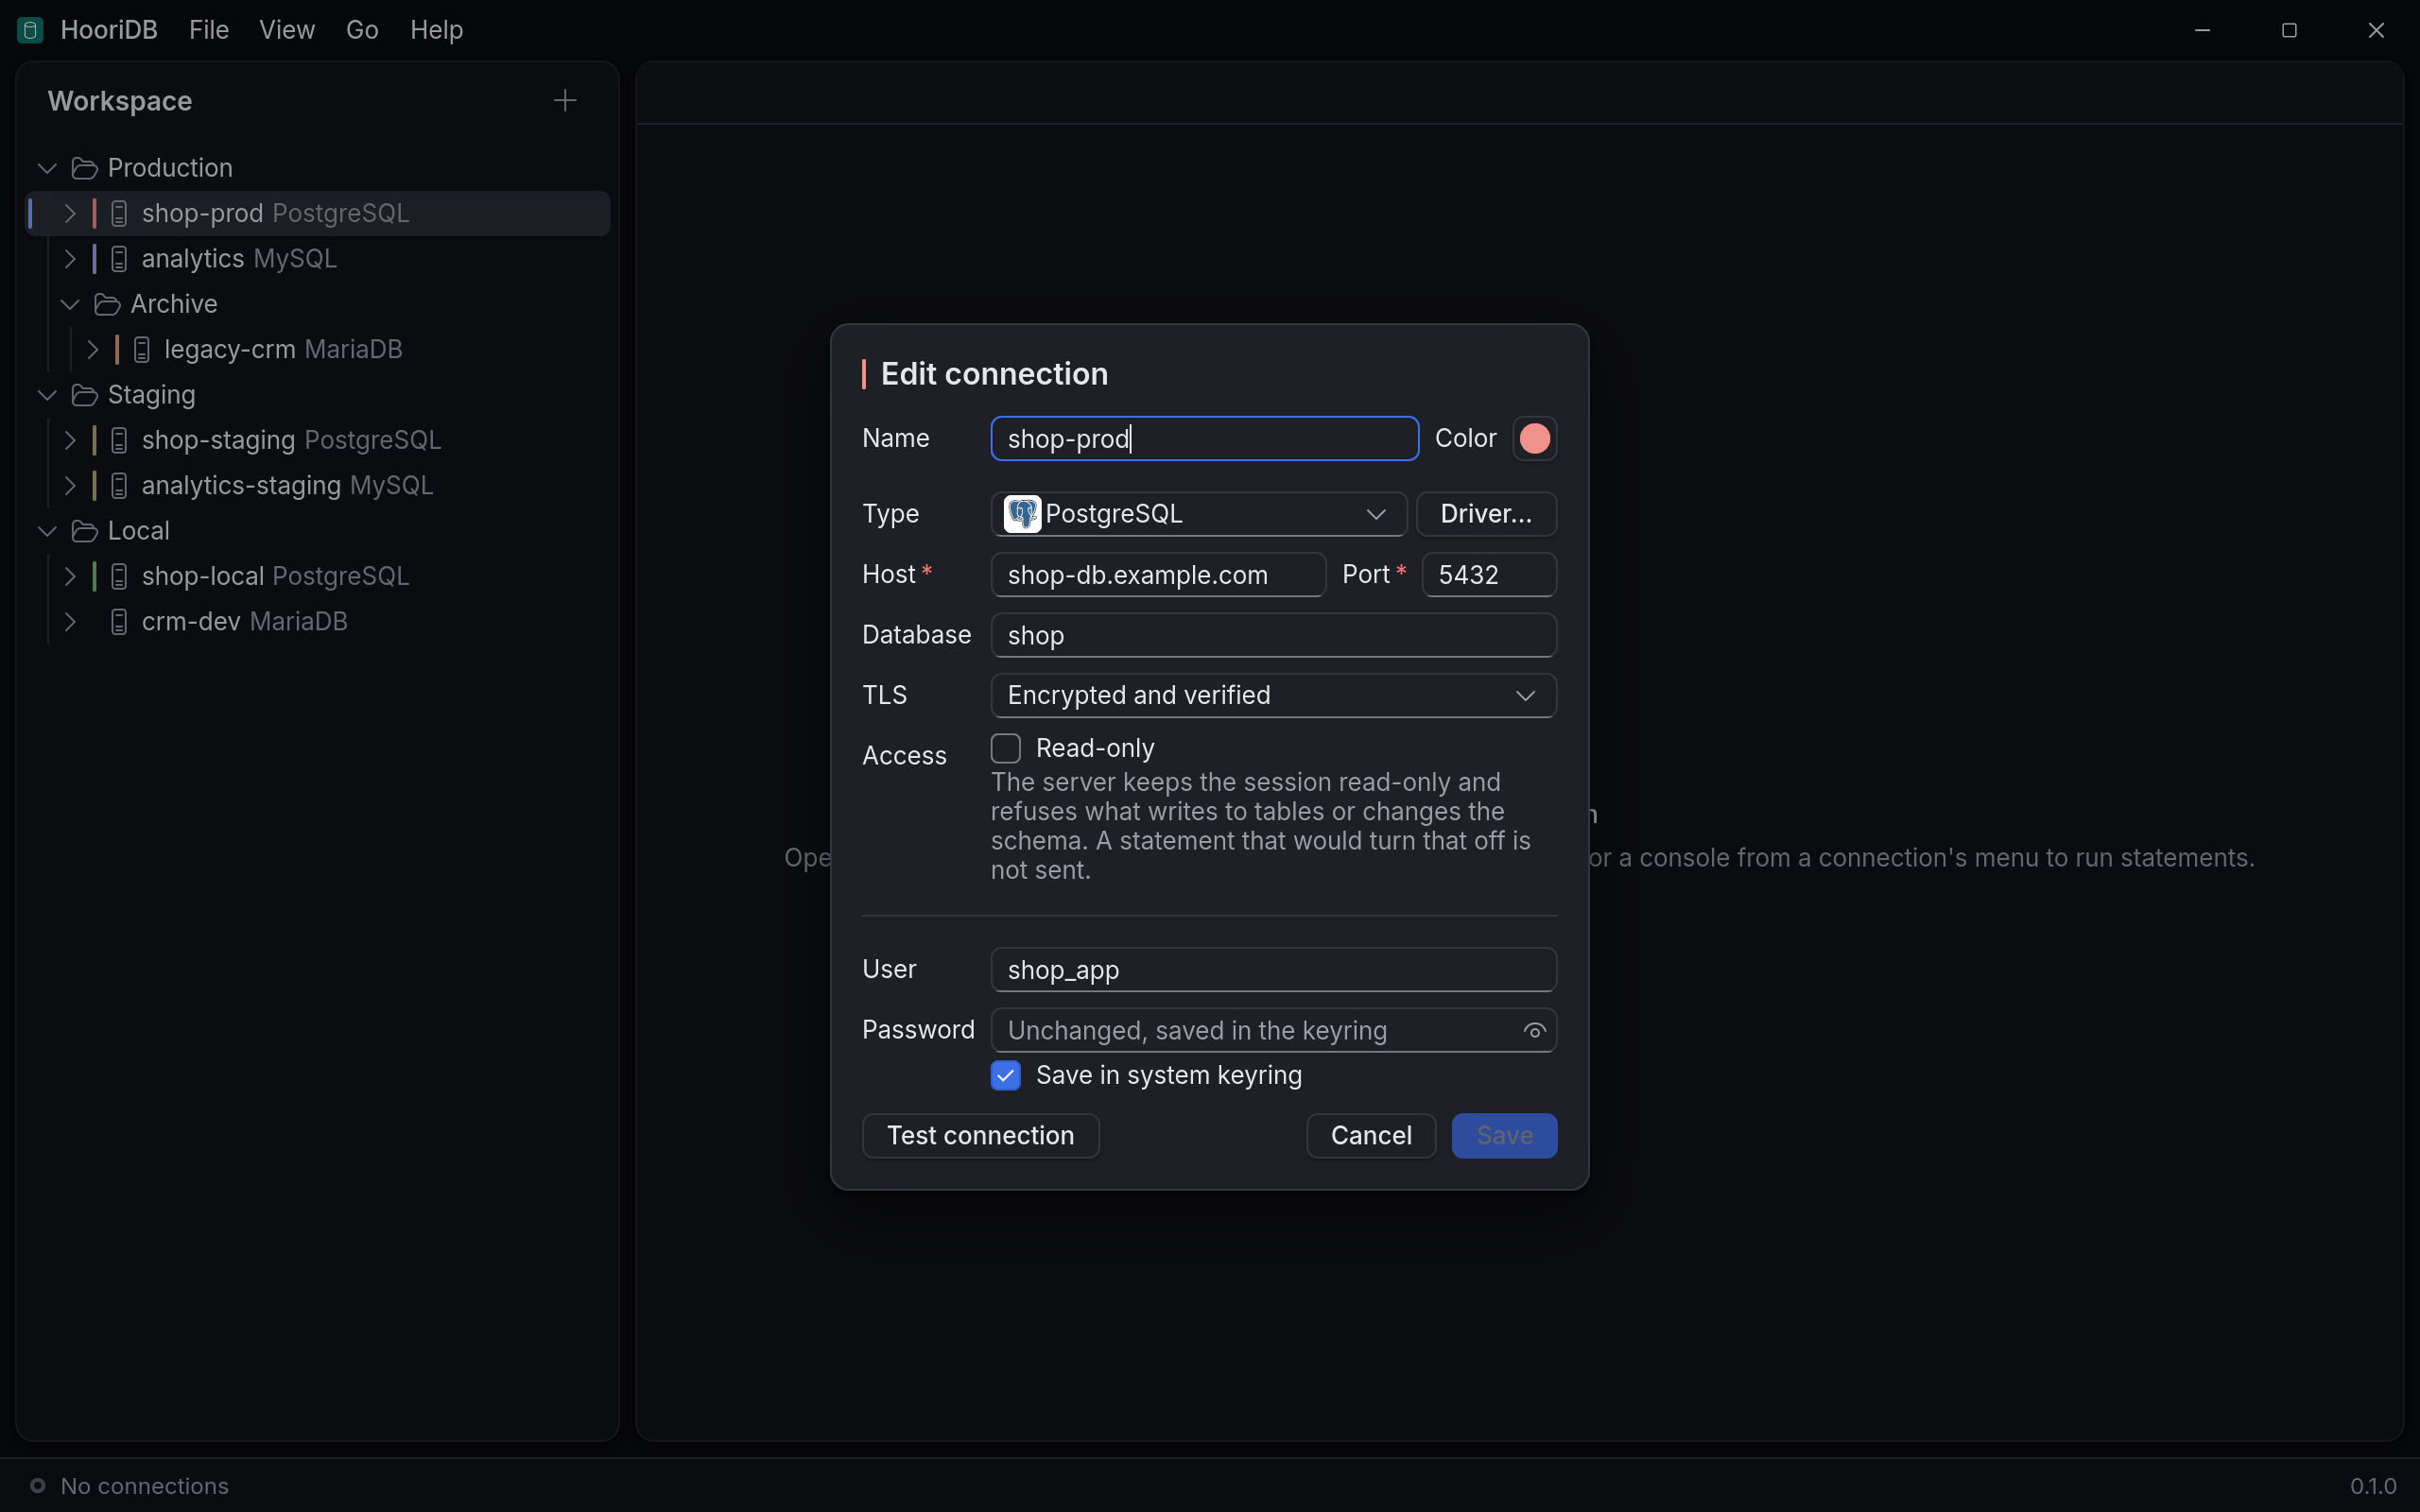 HooriDB File View Go Help
Workspace
Production
shop-prod PostgreSQL
analytics MySQL
Archive
legacy-crm MariaDB
Staging
shop-staging PostgreSQL
analytics-staging MySQL
Local
shop-local PostgreSQL
crm-dev MariaDB
Edit connection
Name shop-prod Color
Type PostgreSQL Driver...
Host * shop-db.example.com Port * 5432
Database shop
TLS Encrypted and verified
Access Read-only
The server keeps the session read-only and
refuses what writes to tables or changes the
schema. A statement that would turn that off is
not sent.
or a console from a connection's menu to run statements.
User shop_app
Password Unchanged, saved in the keyring
Save in system keyring
Test connection Cancel Save
No connections 0.1.0